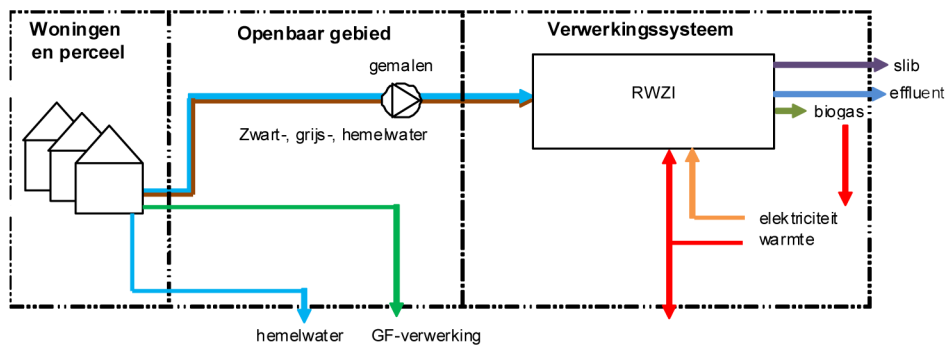 Woningen
en perceel
Openbaar gebied
Verwerkingssysteem
gemalen
RWZI
slib
effluent
biogas
Zwart-, grijs-, hemelwater
elektriciteit
warmte
hemelwater
GF-verwerking